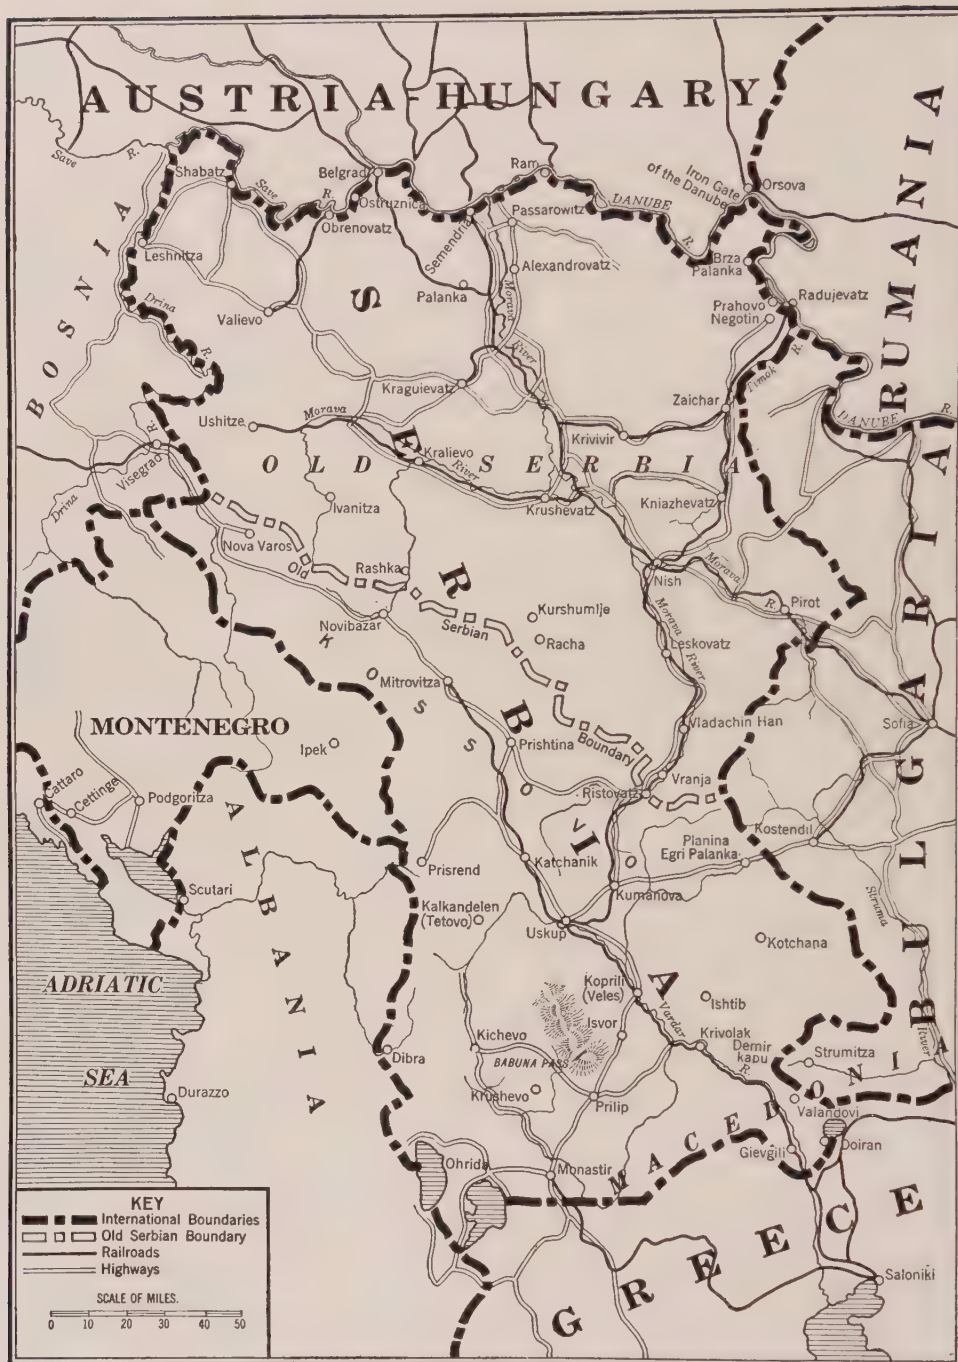 AUSTRIA-HUNGARY
RUMANIA
BOSNIA
SERBIA
OLD SERBIA
KOSSOVO
MONTENEGRO
ALBANIA
BULGARIA
MACEDONIA
GREECE
ADRIATIC
SEA
Save R.
Shabatz
Save R.
Belgrad
Ostruznica
Obrenovatz
Ram
Semendria
Passarowitz
DANUBE R.
Iron Gate
of the Danube
Orsova
Leshnitza
Drina R.
Valievo
Palanka
Alexandrovatz
Morava River
Brza
Palanka
Prahovo
Negotin
Radujevatz
Timok R.
DANUBE R.
Kraguievatz
Zaichar
Ushitze
Morava River
Kralievo
Krivivir
Visegrad
Drina R.
Ivanitza
Krushevatz
Kniazhevatz
Nova Varos
Old Serbian Boundary
Rashka
Nish
Morava R.
Pirot
Novibazar
Kurshumlje
Racha
Morava River
Leskovatz
Mitrovitza
Vladachin Han
Sofia
Ipek
Prishtina
Vranja
Ristovatz
Cattaro
Cettinge
Podgoritza
Kostendil
Planina
Egri Palanka
Prisrend
Katchanik
Scutari
Kumanova
Struma River
Kalkandelen
(Tetovo)
Uskup
Kotchana
Koprili
(Veles)
Ishtib
Vardar R.
Isvor
Krivolak
Demir
kapu
Kichevo
BABUNA PASS
Strumitza
Dibra
Krushevo
Prilip
Valandovi
Durazzo
Doiran
Gievgili
Ohrida
Monastir
Saloniki
KEY
International Boundaries
Old Serbian Boundary
Railroads
Highways
SCALE OF MILES.
0 10 20 30 40 50